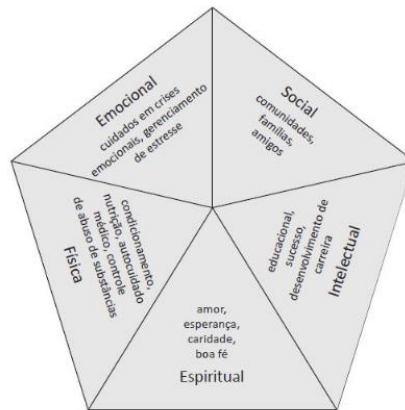 Emocional
cuidados em crises
emocionais, gerenciamento
de estresse
Social
comunidades,
famílias,
amigos
Física
condicionamento,
nutrição, autocuidado
médico, controle
de abuso de substâncias
educacional,
sucesso,
desenvolvimento de
carreira
Intelectual
amor,
esperança,
caridade,
boa fé
Espiritual